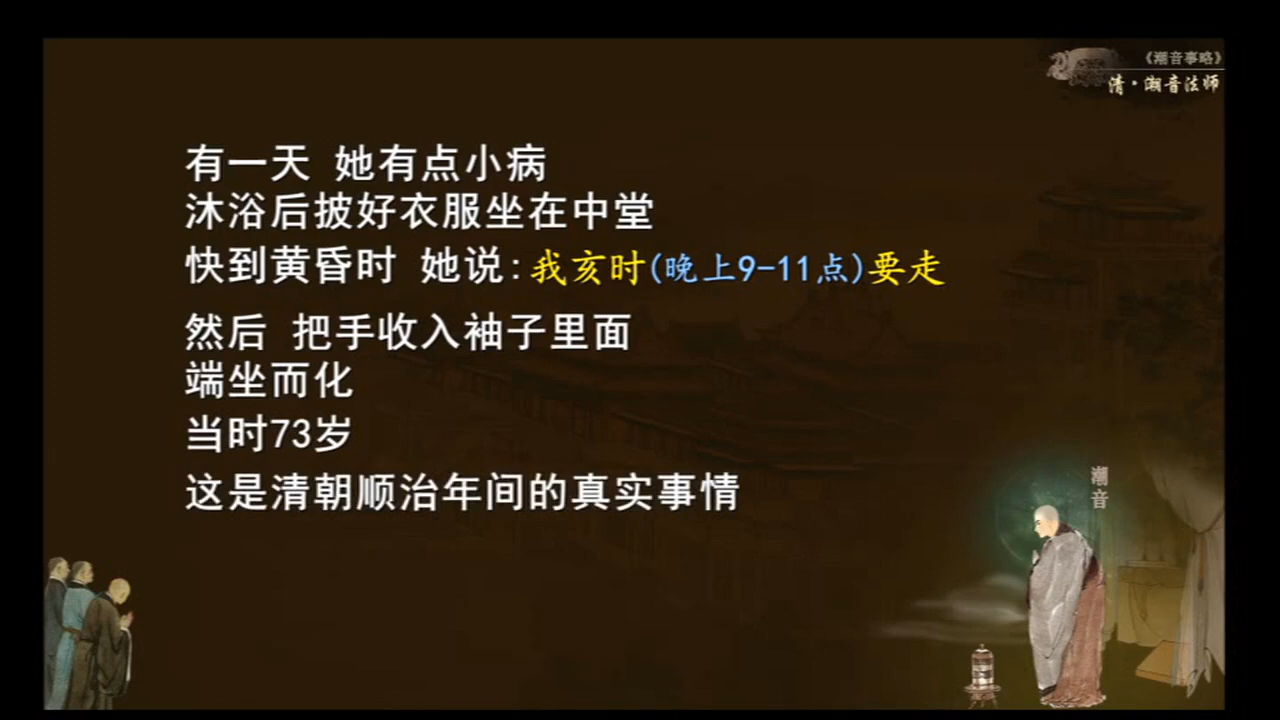 《潮音事略》
清·潮音法师
有一天 她有点小病
沐浴后披好衣服坐在中堂
快到黄昏时 她说:我亥时(晚上9-11点)要走
然后 把手收入袖子里面
端坐而化
当时73岁
这是清朝顺治年间的真实事情
潮音